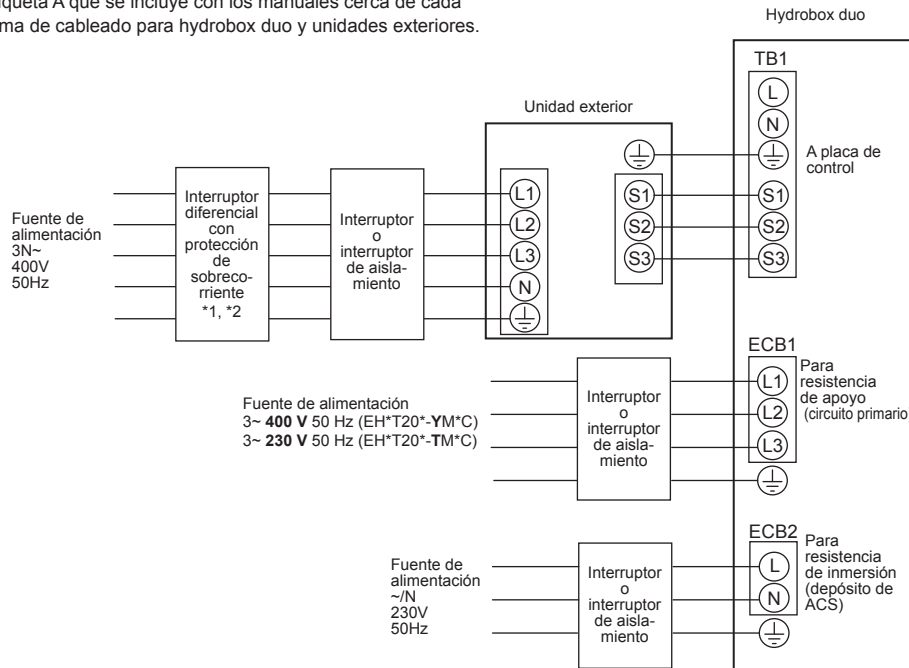 iqueta A que se incluye con los manuales cerca de cada
ma de cableado para hydrobox duo y unidades exteriores.
Hydrobox duo
TB1
L
N
A placa de
control
S1
S2
S3
Unidad exterior
L1
L2
L3
N
S1
S2
S3
Fuente de
alimentación
3N~
400V
50Hz
Interruptor
diferencial
con
protección
de
sobreco-
rriente
*1, *2
Interruptor
o
interruptor
de aisla-
miento
ECB1
L1
L2
L3
Para
resistencia
de apoyo
(circuito primario
Fuente de alimentación
3~ 400 V 50 Hz (EH*T20*-YM*C)
3~ 230 V 50 Hz (EH*T20*-TM*C)
Interruptor
o
interruptor
de aisla-
miento
ECB2
L
N
Para
resistencia
de inmersión
(depósito de
ACS)
Fuente de
alimentación
~/N
230V
50Hz
Interruptor
o
interruptor
de aisla-
miento